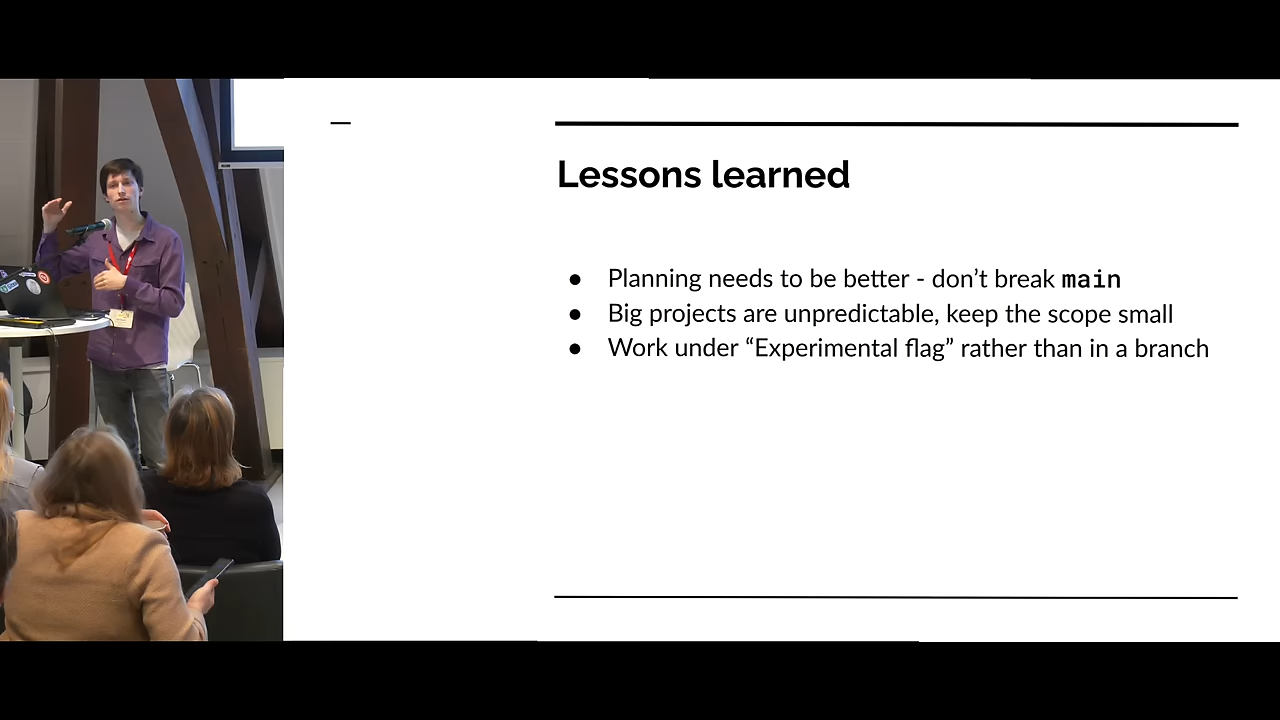 Lessons learned
● Planning needs to be better - don’t break main
● Big projects are unpredictable, keep the scope small
● Work under “Experimental flag” rather than in a branch